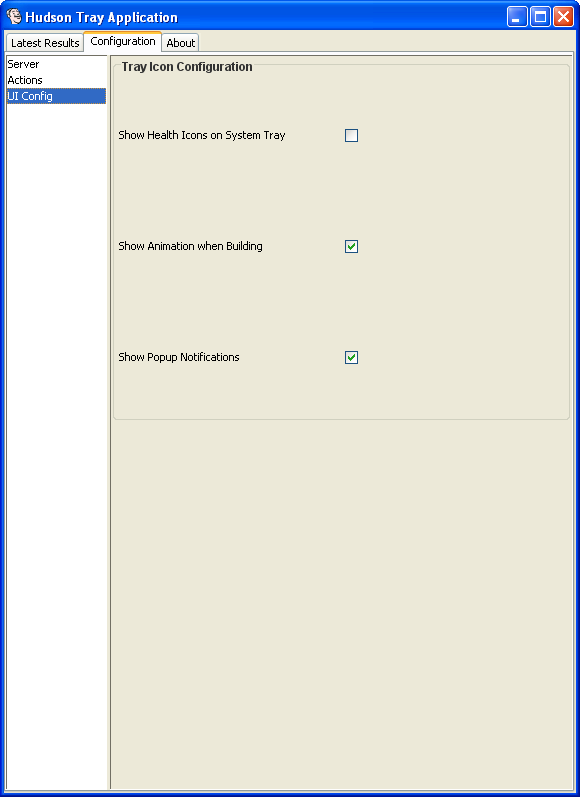 Hudson Tray Application
Latest Results Configuration About
Server
Actions
UI Config
Tray Icon Configuration
Show Health Icons on System Tray
Show Animation when Building
Show Popup Notifications